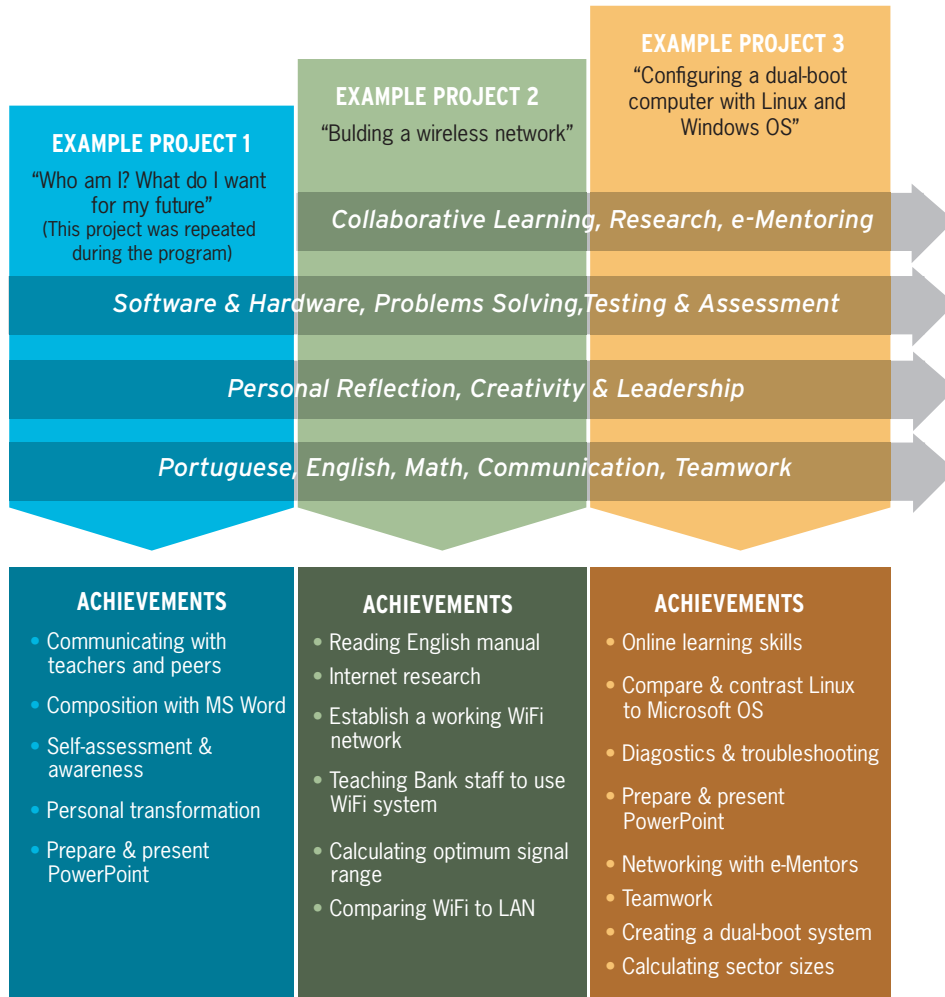 EXAMPLE PROJECT 1
“Who am I? What do I want
for my future”
(This project was repeated
during the program)
EXAMPLE PROJECT 2
“Bulding a wireless network”
EXAMPLE PROJECT 3
“Configuring a dual-boot
computer with Linux and
Windows OS”
Collaborative Learning, Research, e-Mentoring
Software & Hardware, Problems Solving,Testing & Assessment
Personal Reflection, Creativity & Leadership
Portuguese, English, Math, Communication, Teamwork
ACHIEVEMENTS
• Communicating with
teachers and peers
• Composition with MS Word
• Self-assessment &
awareness
• Personal transformation
• Prepare & present
PowerPoint
ACHIEVEMENTS
• Reading English manual
• Internet research
• Establish a working WiFi
network
• Teaching Bank staff to use
WiFi system
• Calculating optimum signal
range
• Comparing WiFi to LAN
ACHIEVEMENTS
• Online learning skills
• Compare & contrast Linux
to Microsoft OS
• Diagostics & troubleshooting
• Prepare & present
PowerPoint
• Networking with e-Mentors
• Teamwork
• Creating a dual-boot system
• Calculating sector sizes